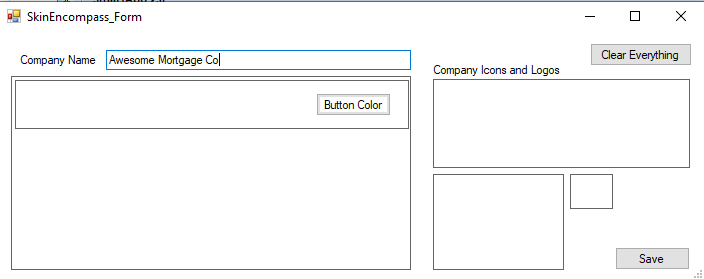 SkinEncompass_Form
Clear Everything
Company Name Awesome Mortgage Co
Company Icons and Logos
Button Color
Save